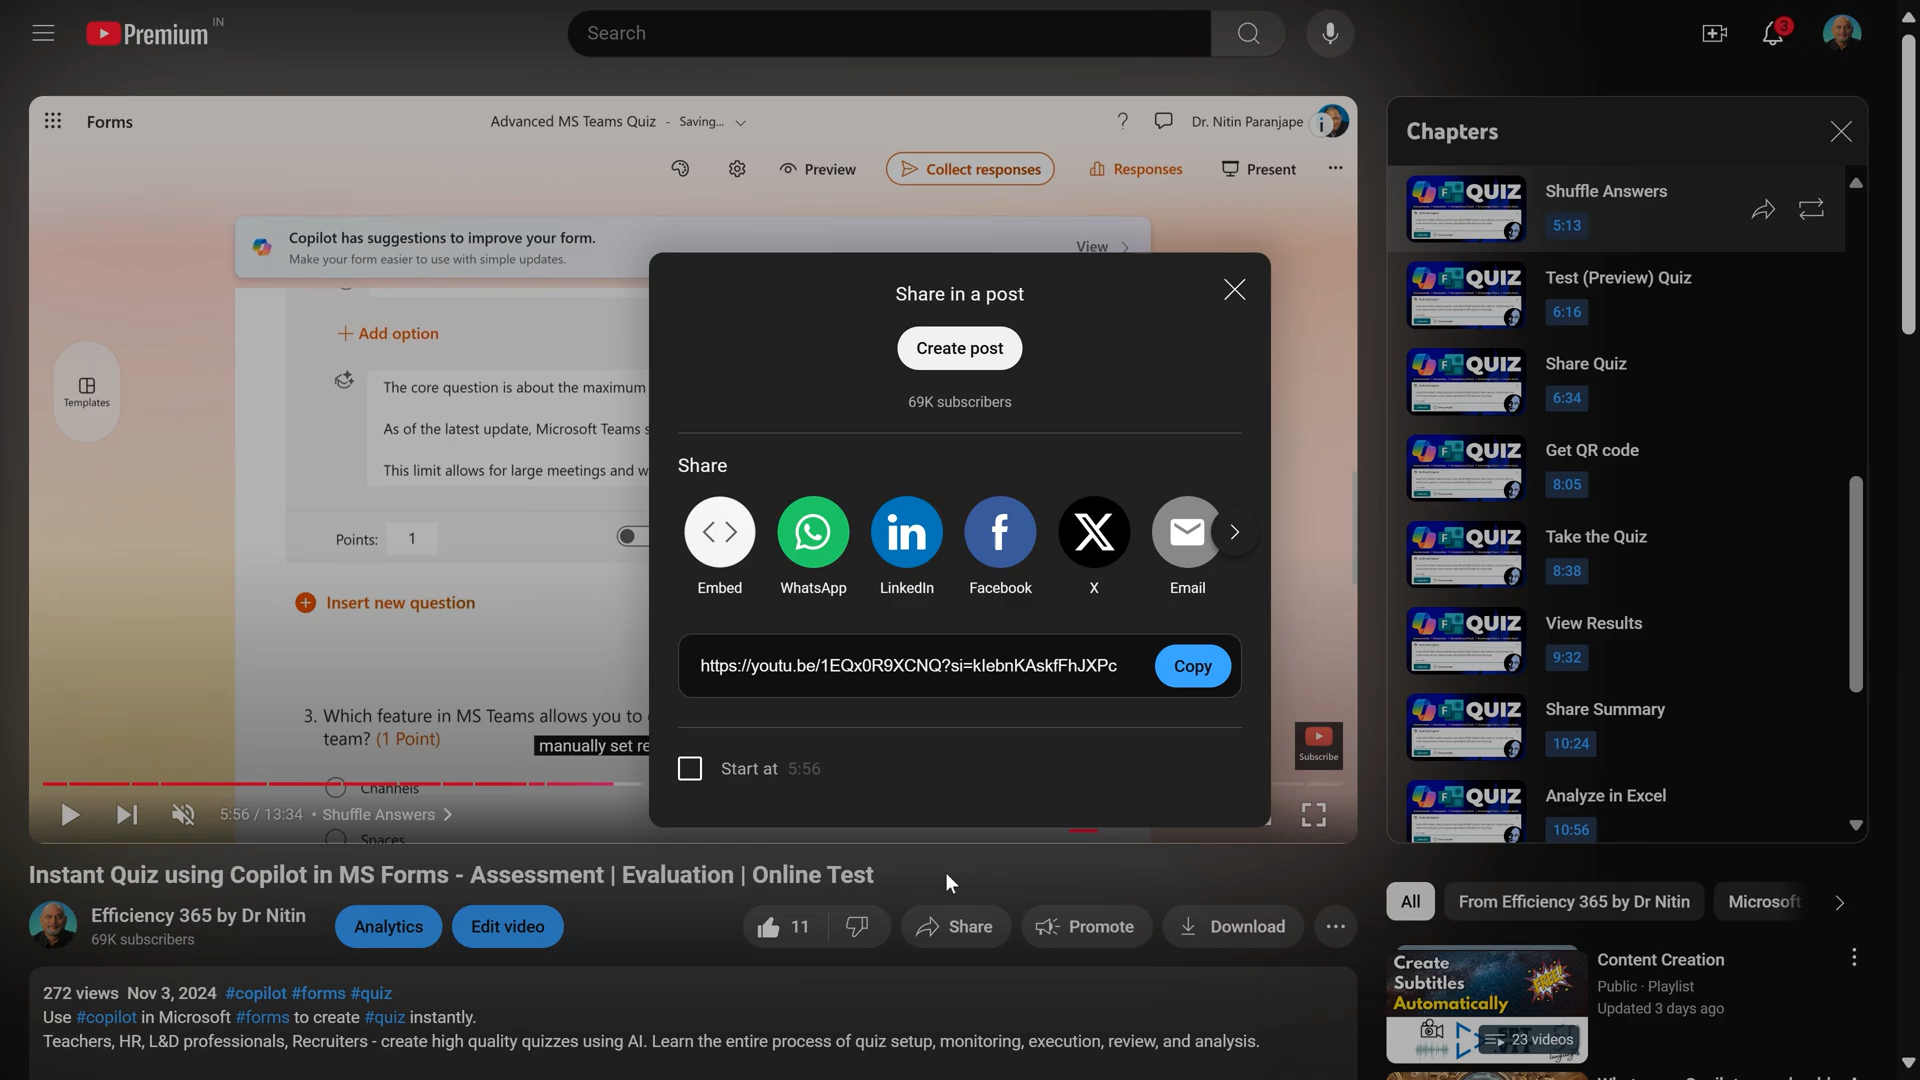 Premium IN
Search
3
Forms
Advanced MS Teams Quiz - Saving...
Dr. Nitin Paranjape
Preview
Collect responses
Responses
Present
Copilot has suggestions to improve your form.
Make your form easier to use with simple updates.
View
Add option
Templates
The core question is about the maximum
As of the latest update, Microsoft Teams s
This limit allows for large meetings and w
Points: 1
Insert new question
3. Which feature in MS Teams allows you to
team? (1 Point)
manually set re
Channels
Spaces
Subscribe
5:56 / 13:34 • Shuffle Answers
Share in a post
Create post
69K subscribers
Share
Embed
WhatsApp
LinkedIn
Facebook
X
Email
https://youtu.be/1EQx0R9XCNQ?si=klebnKAskfFhJXPc
Copy
Start at 5:56
Chapters
QUIZ
Shuffle Answers
5:13
QUIZ
Test (Preview) Quiz
6:16
QUIZ
Share Quiz
6:34
QUIZ
Get QR code
8:05
QUIZ
Take the Quiz
8:38
QUIZ
View Results
9:32
QUIZ
Share Summary
10:24
QUIZ
Analyze in Excel
10:56
Instant Quiz using Copilot in MS Forms - Assessment | Evaluation | Online Test
Efficiency 365 by Dr Nitin
69K subscribers
Analytics
Edit video
11
Share
Promote
Download
272 views Nov 3, 2024 #copilot #forms #quiz
Use #copilot in Microsoft #forms to create #quiz instantly.
Teachers, HR, L&D professionals, Recruiters - create high quality quizzes using AI. Learn the entire process of quiz setup, monitoring, execution, review, and analysis.
All
From Efficiency 365 by Dr Nitin
Microsoft
Create
Subtitles
Automatically
FREE!
23 videos
Content Creation
Public · Playlist
Updated 3 days ago